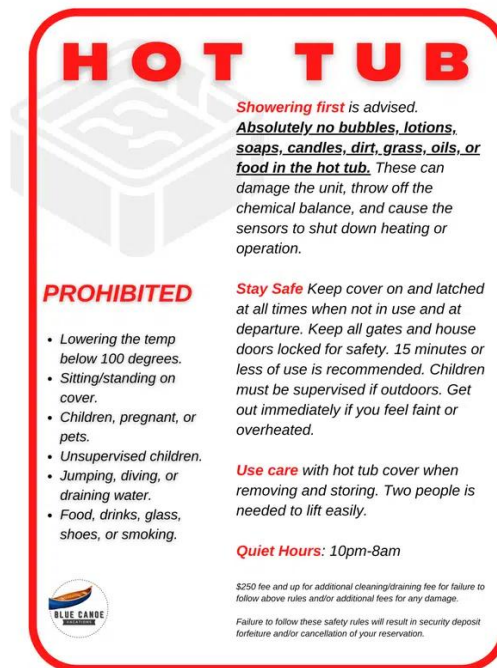 HOT TUB
Showering first is advised.
Absolutely no bubbles, lotions,
soaps, candles, dirt, grass, oils, or
food in the hot tub. These can
damage the unit, throw off the
chemical balance, and cause the
sensors to shut down heating or
operation.
PROHIBITED
• Lowering the temp
below 100 degrees.
• Sitting/standing on
cover.
• Children, pregnant, or
pets.
• Unsupervised children.
• Jumping, diving, or
draining water.
• Food, drinks, glass,
shoes, or smoking.
Stay Safe Keep cover on and latched
at all times when not in use and at
departure. Keep all gates and house
doors locked for safety. 15 minutes or
less of use is recommended. Children
must be supervised if outdoors. Get
out immediately if you feel faint or
overheated.
Use care with hot tub cover when
removing and storing. Two people is
needed to lift easily.
Quiet Hours: 10pm-8am
$250 fee and up for additional cleaning/draining fee for failure to
follow above rules and/or additional fees for any damage.
Failure to follow these safety rules will result in security deposit
forfeiture and/or cancellation of your reservation.
BLUE CANOE
VACATIONS